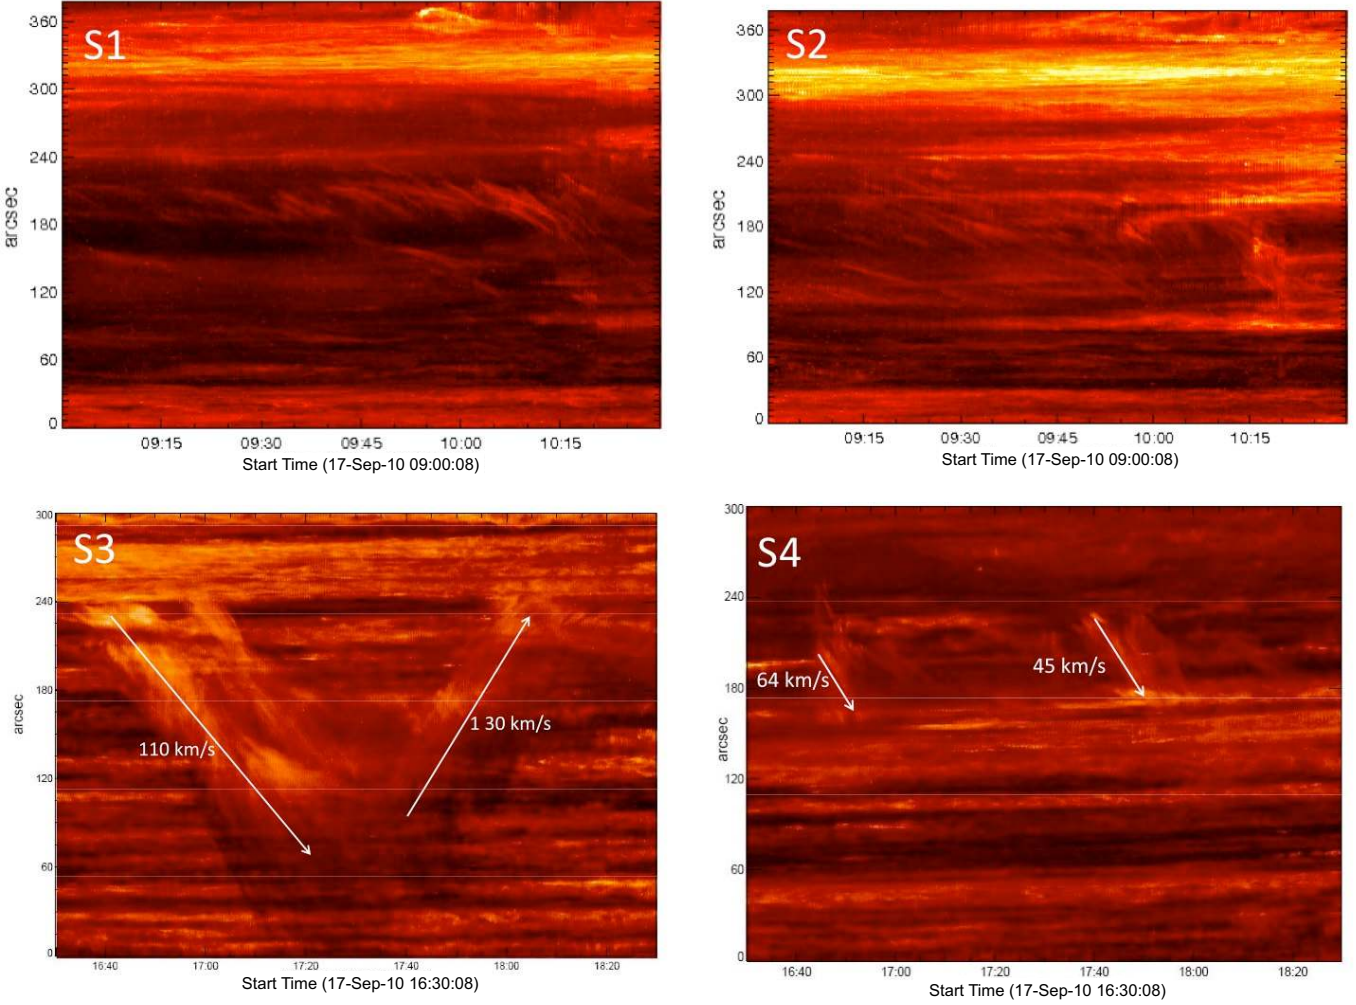 S1
360
300
240
180
120
60
0
arcsec
09:15 09:30 09:45 10:00 10:15
Start Time (17-Sep-10 09:00:08)
S2
360
300
240
180
120
60
0
arcsec
09:15 09:30 09:45 10:00 10:15
Start Time (17-Sep-10 09:00:08)
S3
300
240
180
120
60
0
arcsec
110 km/s
1 30 km/s
16:40 17:00 17:20 17:40 18:00 18:20
Start Time (17-Sep-10 16:30:08)
S4
300
240
180
120
60
0
arcsec
64 km/s
45 km/s
16:40 17:00 17:20 17:40 18:00 18:20
Start Time (17-Sep-10 16:30:08)